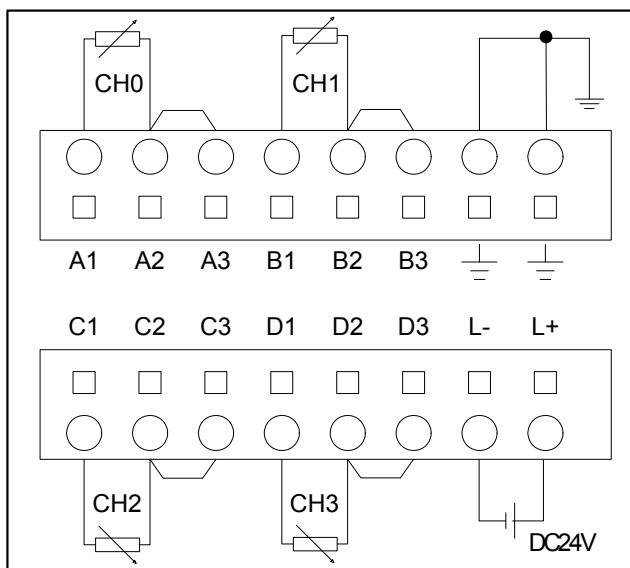 CH0 CH1
A1 A2 A3 B1 B2 B3
C1 C2 C3 D1 D2 D3 L- L+
CH2 CH3
DC24V